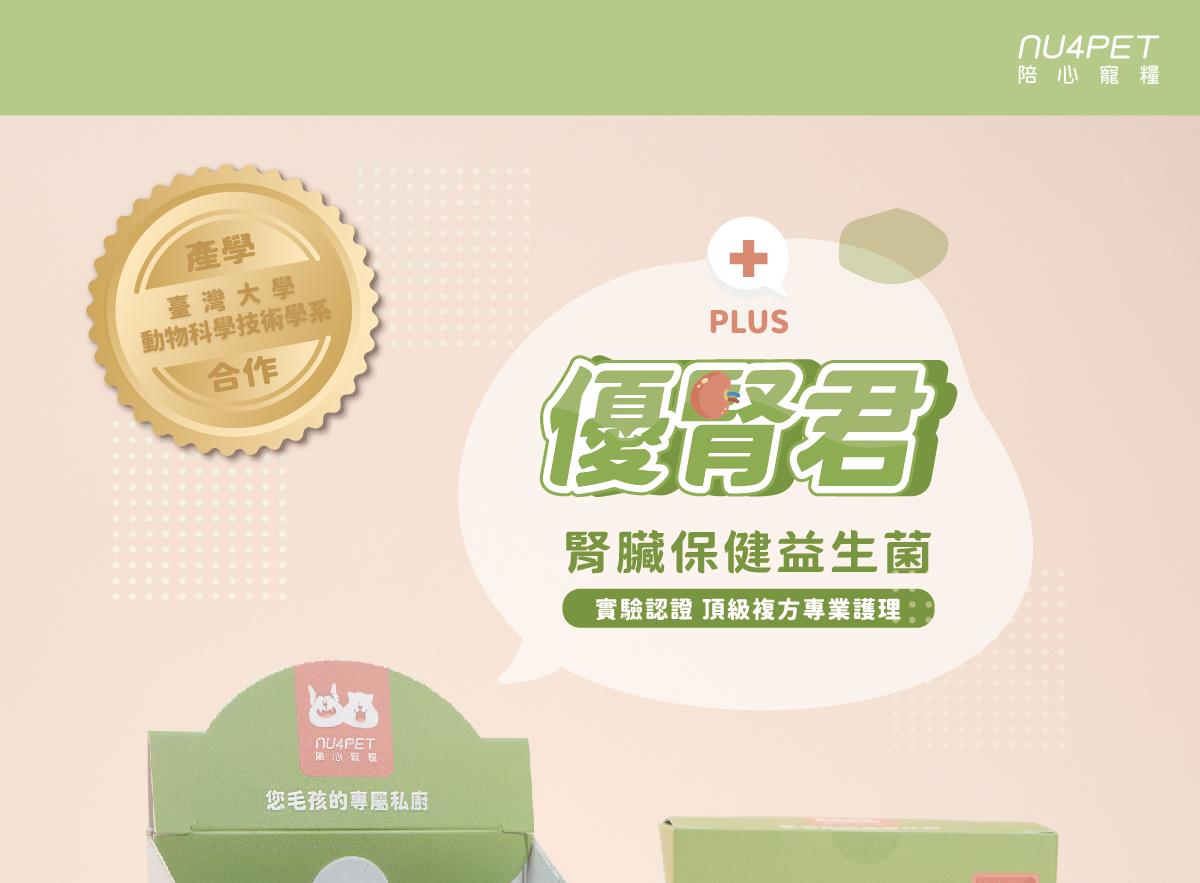 NU4PET
陪心寵糧
產學
臺灣大學
動物科學技術學系
合作
PLUS
優腎君
腎臟保健益生菌
實驗認證 頂級複方專業護理
NU4PET
陪心寵糧
您毛孩的專屬私廚